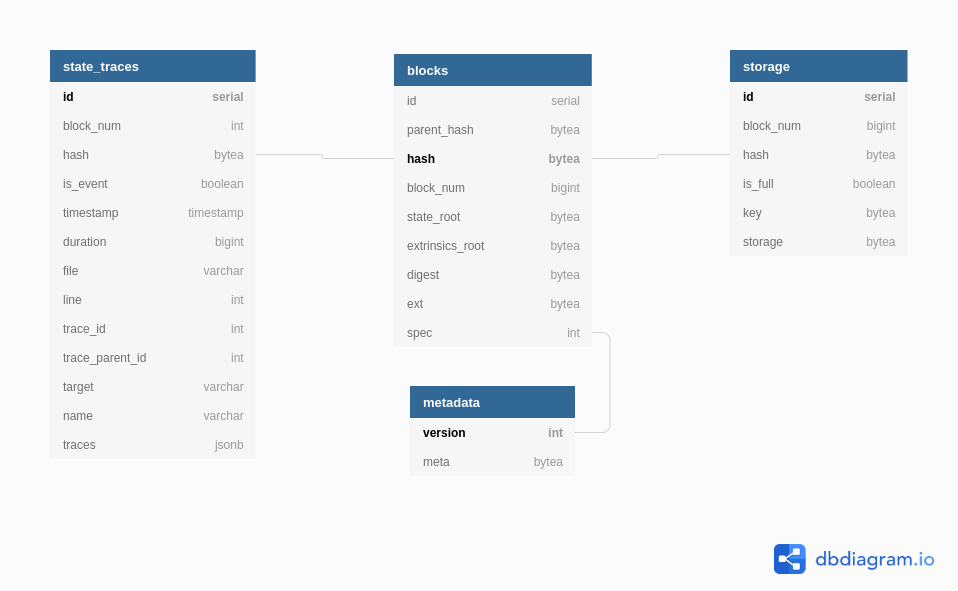 state_traces
id serial
block_num int
hash bytea
is_event boolean
timestamp timestamp
duration bigint
file varchar
line int
trace_id int
trace_parent_id int
target varchar
name varchar
traces jsonb
blocks
id serial
parent_hash bytea
hash bytea
block_num bigint
state_root bytea
extrinsics_root bytea
digest bytea
ext bytea
spec int
metadata
version int
meta bytea
storage
id serial
block_num bigint
hash bytea
is_full boolean
key bytea
storage bytea
dbdiagram.io